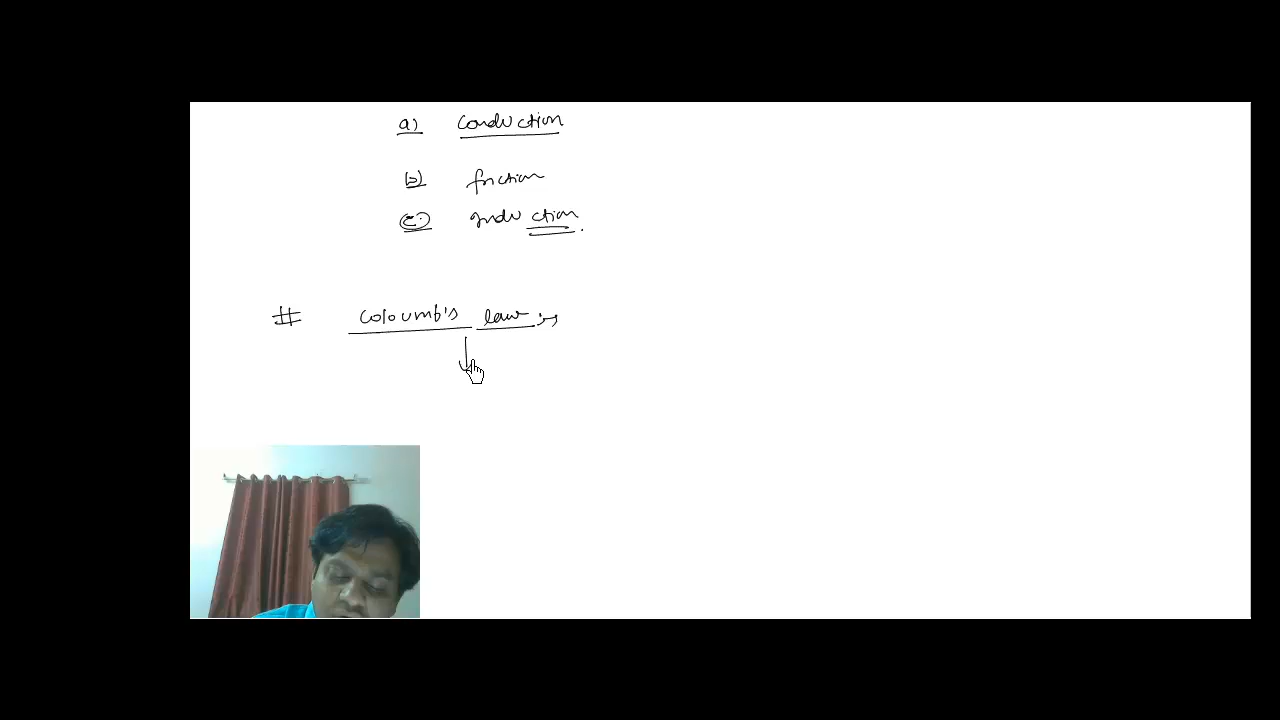 a) conduction
b) friction
c) Induction.
# Coloumb's law :→